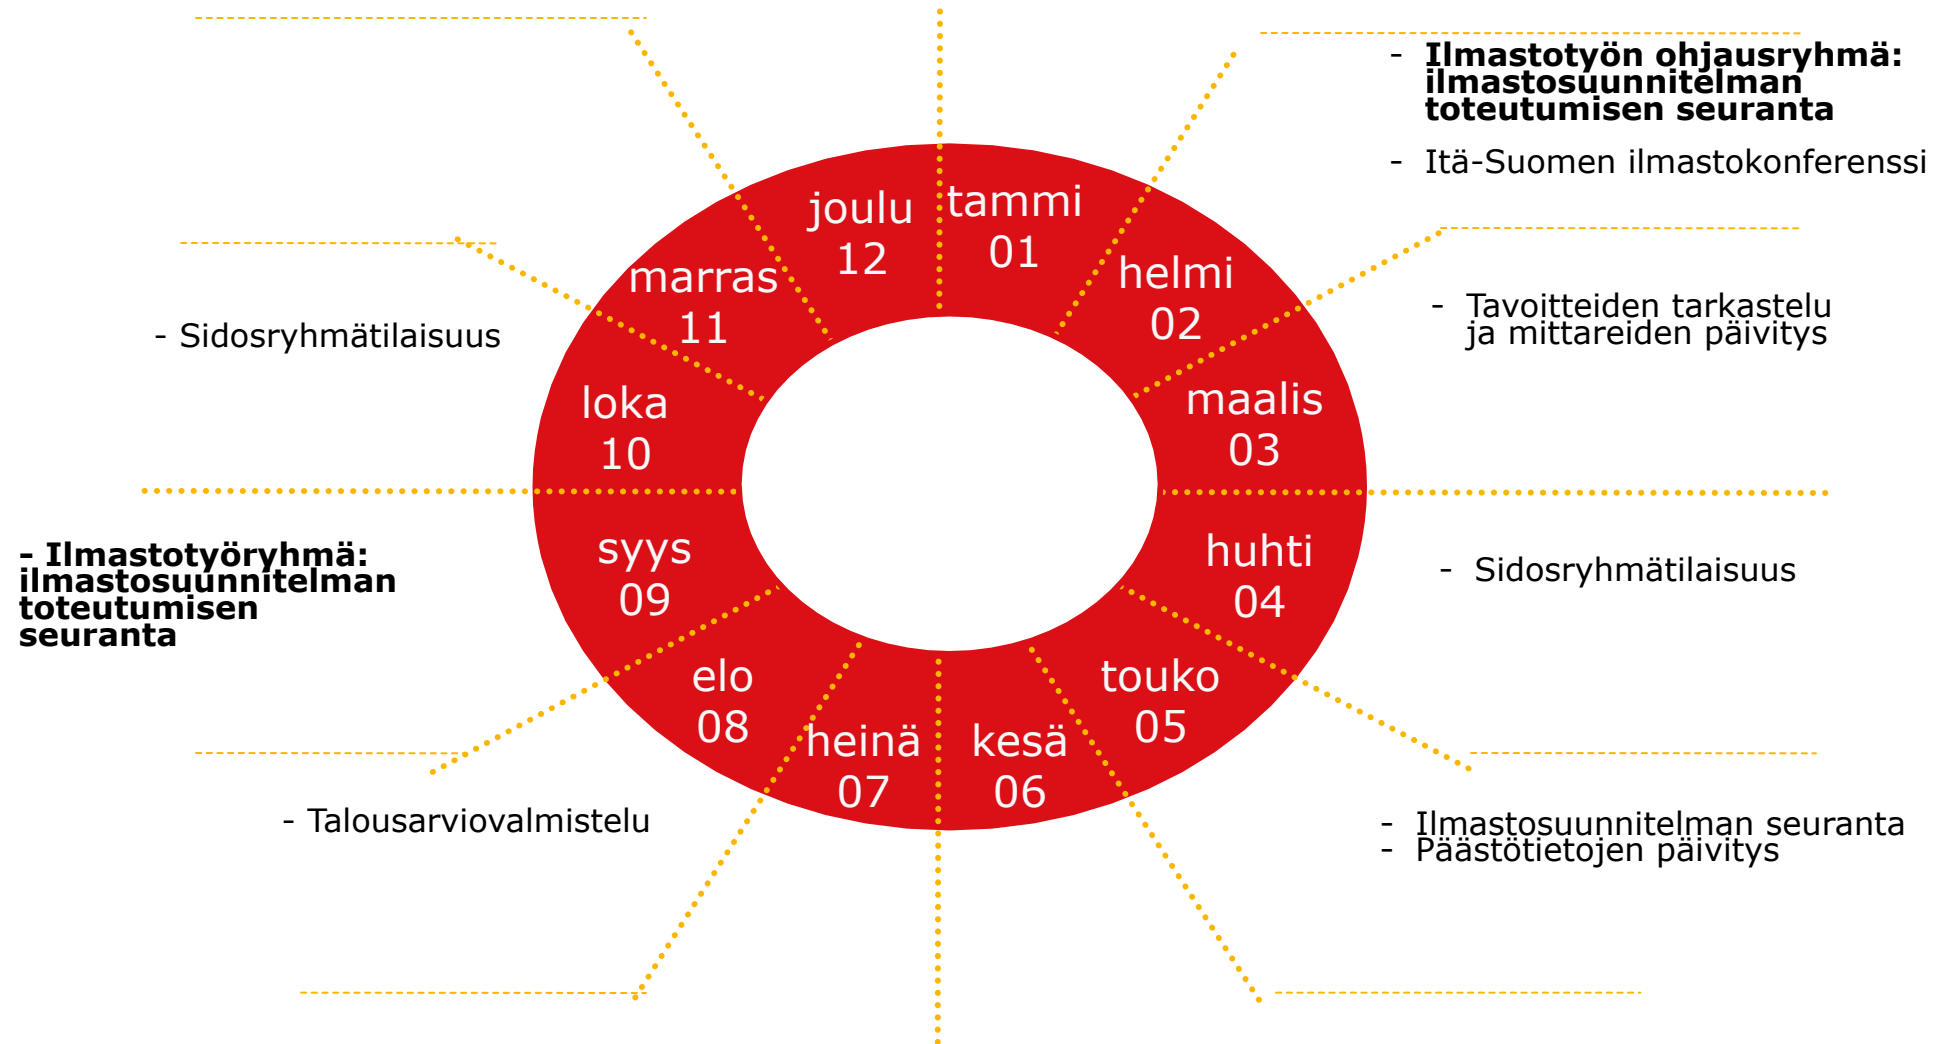 - Ilmastotyön ohjausryhmä:
ilmastosuunnitelman
toteutumisen seuranta
- Itä-Suomen ilmastokonferenssi
joulu
12
tammi
01
marras
11
helmi
02
- Sidosryhmätilaisuus
- Tavoitteiden tarkastelu
ja mittareiden päivitys
loka
10
maalis
03
- Ilmastotyöryhmä:
ilmastosuunnitelman
toteutumisen
seuranta
syys
09
huhti
04
- Sidosryhmätilaisuus
elo
08
touko
05
heinä
07
kesä
06
- Talousarviovalmistelu
- Ilmastosuunnitelman seuranta
- Päästötietojen päivitys